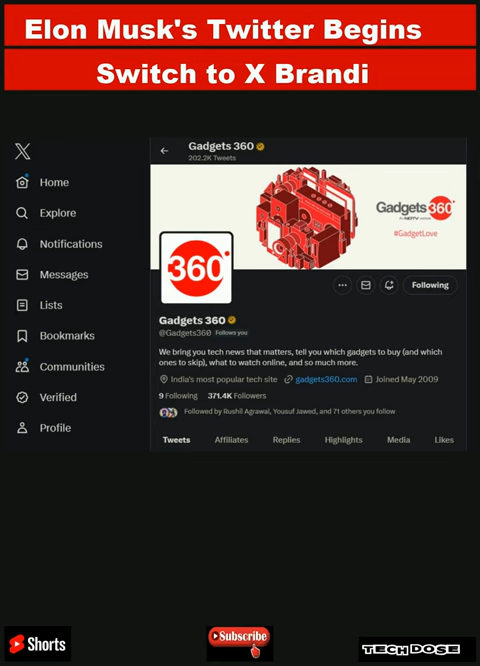 Elon Musk's Twitter Begins
Switch to X Brandi
X
Home
Explore
Notifications
Messages
Lists
Bookmarks
Communities
Verified
Profile
Gadgets 360
202.2K Tweets
Gadgets 360°
An NDTV venture
#GadgetLove
360°
Following
Gadgets 360
@Gadgets360 Follows you
We bring you tech news that matters, tell you which gadgets to buy (and which
ones to skip), what to watch online, and so much more.
India's most popular tech site gadgets360.com Joined May 2009
9 Following 371.4K Followers
Followed by Rushil Agrawal, Yousuf Jawed, and 71 others you follow
Tweets Affiliates Replies Highlights Media Likes
Shorts
Subscribe
TECH DOSE